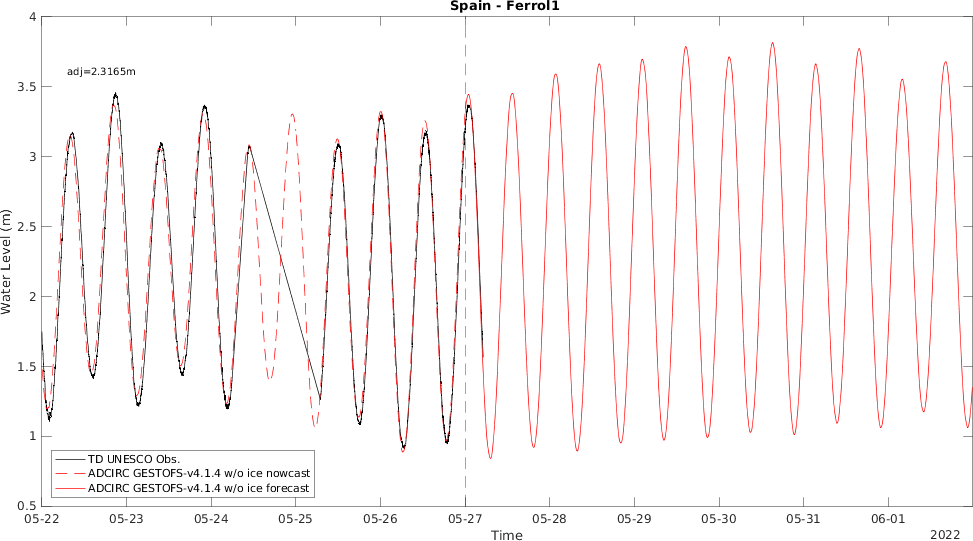 Spain - Ferrol1
4
3.5
3
2.5
2
1.5
1
0.5
Water Level (m)
adj=2.3165m
TD UNESCO Obs.
ADCIRC GESTOFS-v4.1.4 w/o ice nowcast
ADCIRC GESTOFS-v4.1.4 w/o ice forecast
05-22 05-23 05-24 05-25 05-26 05-27 05-28 05-29 05-30 05-31 06-01
Time
2022